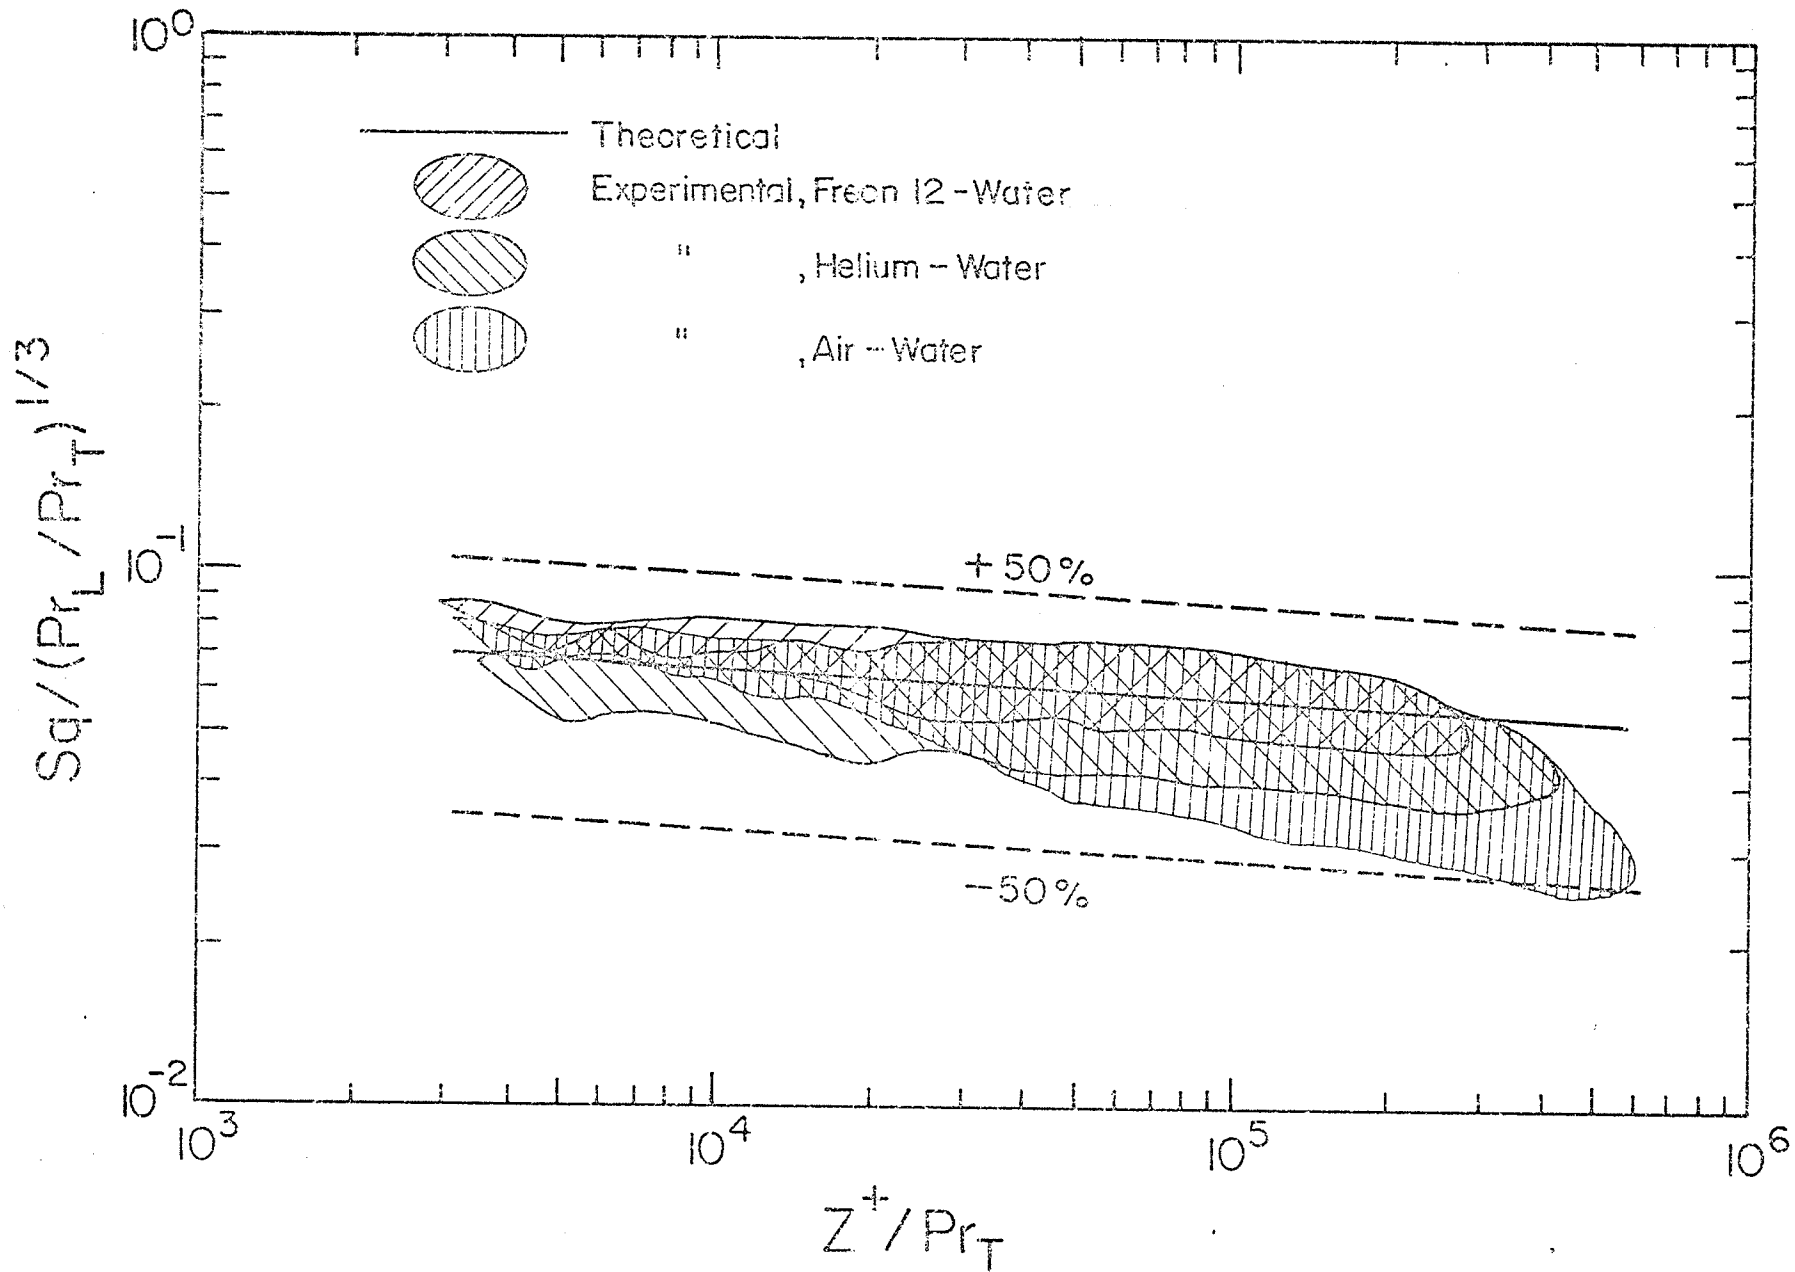 10⁰
Theoretical
Experimental, Freon 12-Water
" , Helium - Water
" , Air - Water
Sq/(Pr_L/Pr_T)^1/3
10⁻¹
+50%
-50%
10⁻²
10³ 10⁴ 10⁵ 10⁶
Z⁺/Pr_T